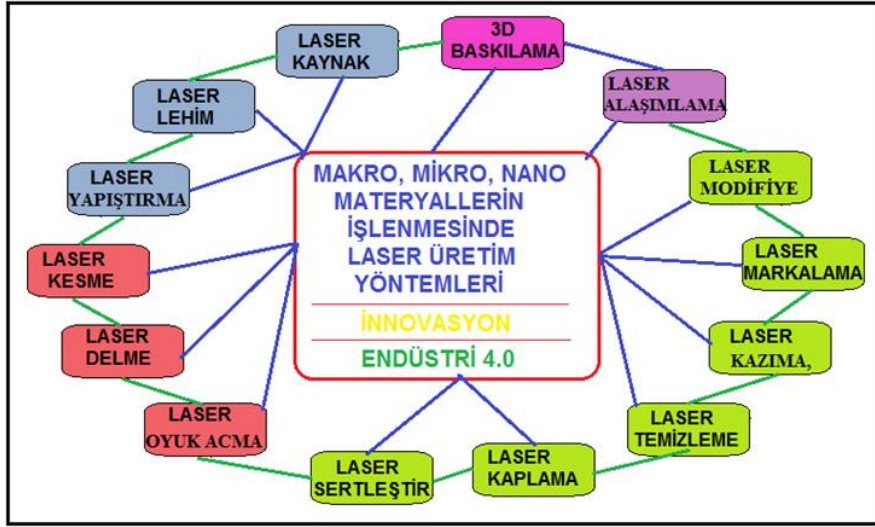 3D
BASKILAMA
LASER
ALAŞIMLAMA
LASER
MODİFİYE
LASER
MARKALAMA
LASER
KAZIMA,
LASER
TEMİZLEME
LASER
KAPLAMA
LASER
SERTLEŞTİR
LASER
OYUK ACMA
LASER
DELME
LASER
KESME
LASER
YAPIŞTIRMA
LASER
LEHİM
LASER
KAYNAK
MAKRO, MİKRO, NANO
MATERYALLERİN
İŞLENMESİNDE
LASER ÜRETİM
YÖNTEMLERİ
İNNOVASYON
ENDÜSTRİ 4.0